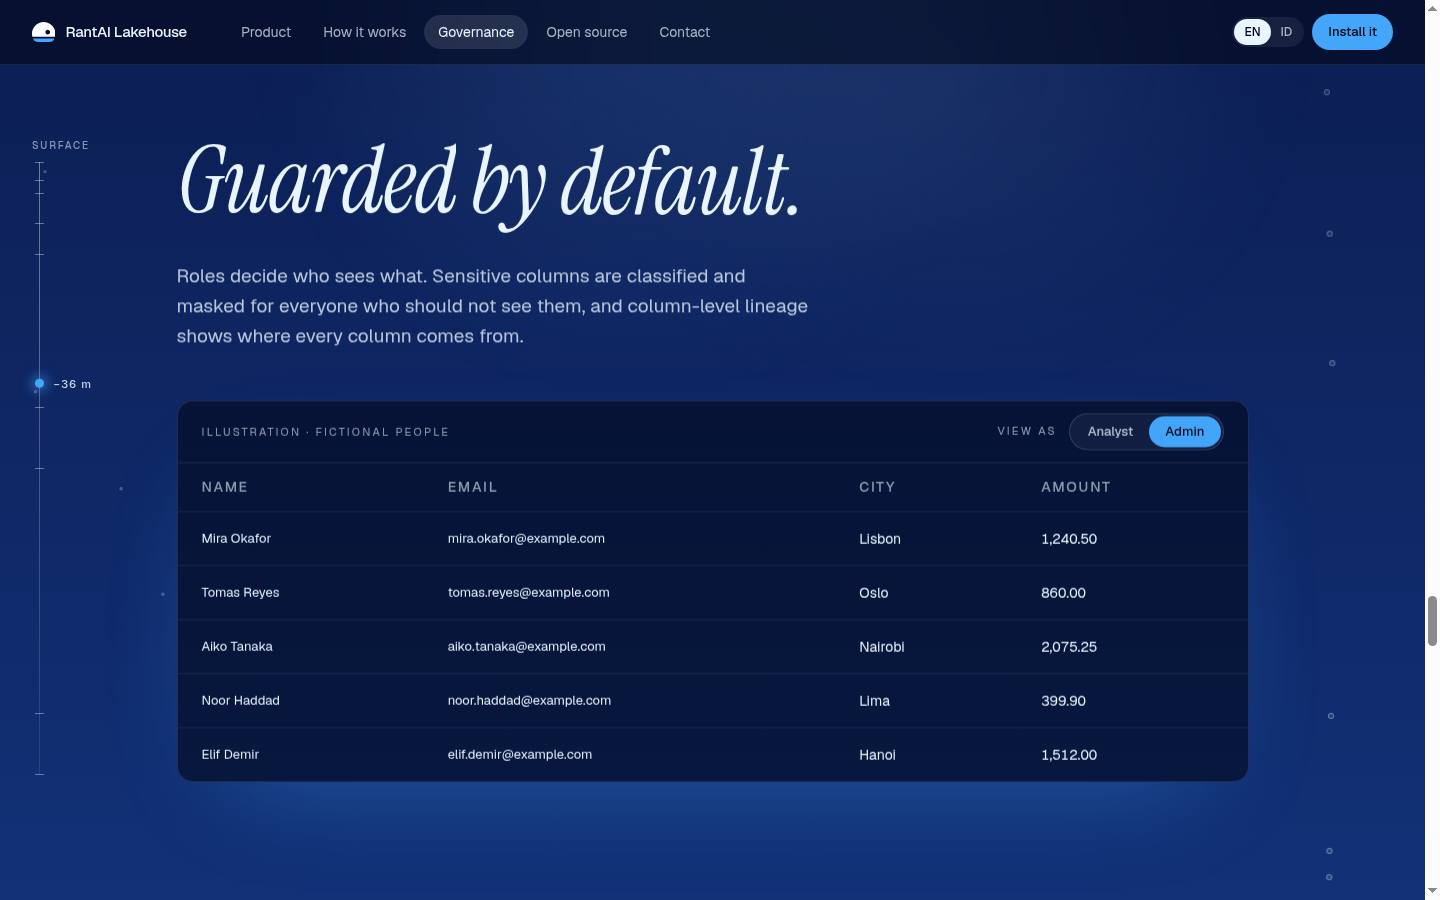 RantAI Lakehouse
Product
How it works
Governance
Open source
Contact
EN
ID
Install it
SURFACE
Guarded by default.
Roles decide who sees what. Sensitive columns are classified and
masked for everyone who should not see them, and column-level lineage
shows where every column comes from.
−36 m
ILLUSTRATION · FICTIONAL PEOPLE
VIEW AS
Analyst
Admin
NAME EMAIL CITY AMOUNT
Mira Okafor mira.okafor@example.com Lisbon 1,240.50
Tomas Reyes tomas.reyes@example.com Oslo 860.00
Aiko Tanaka aiko.tanaka@example.com Nairobi 2,075.25
Noor Haddad noor.haddad@example.com Lima 399.90
Elif Demir elif.demir@example.com Hanoi 1,512.00